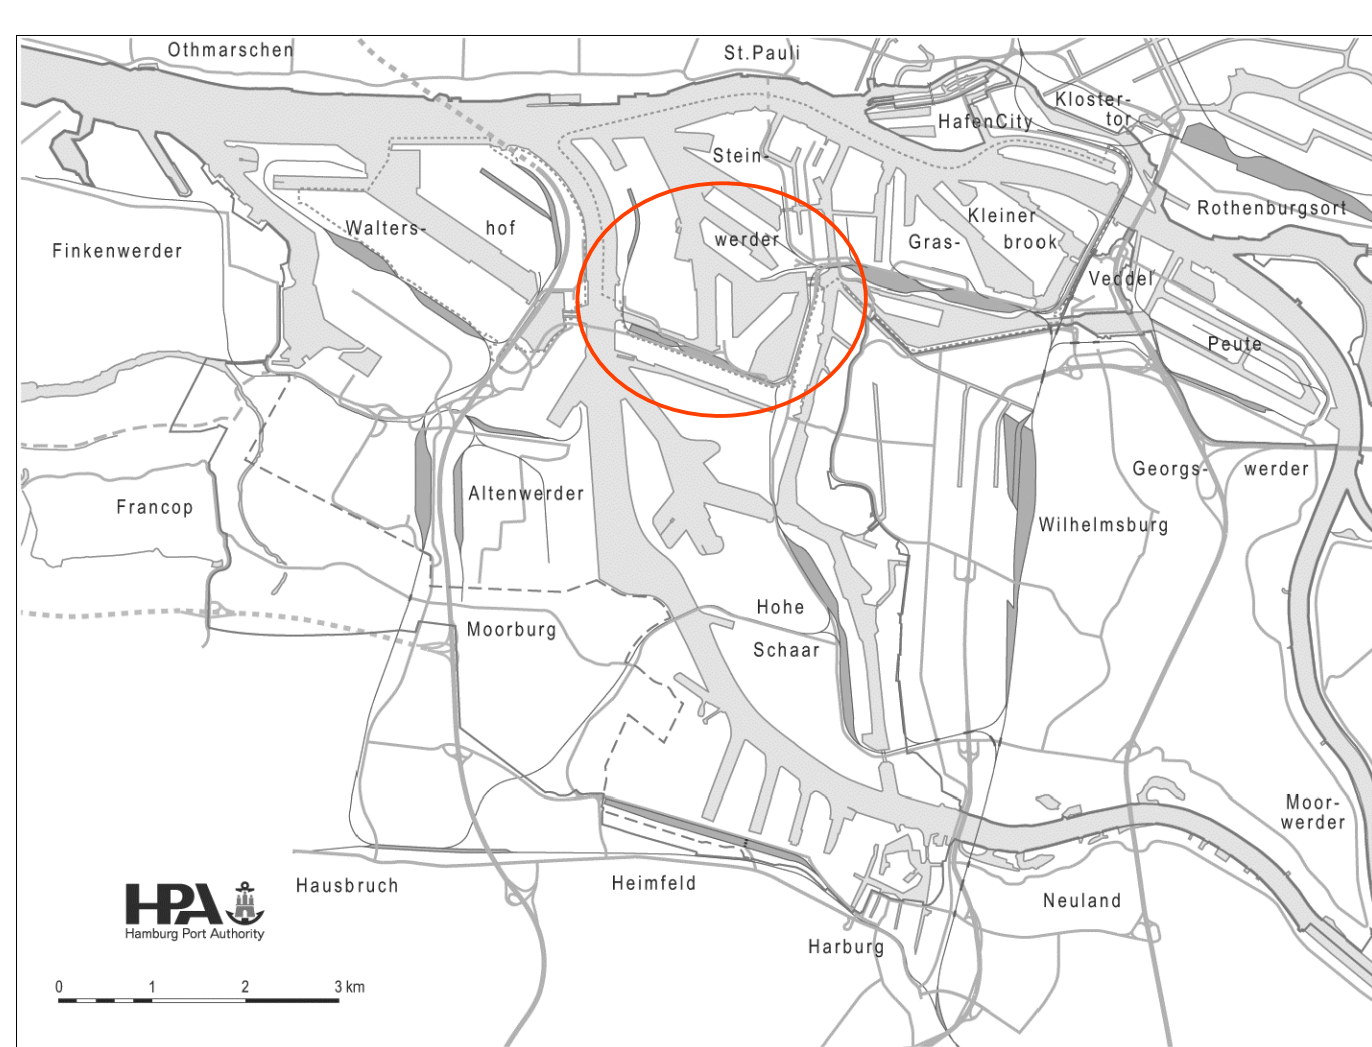 Othmarschen
St.Pauli
Kloster-
tor
HafenCity
Stein-
werder
Rothenburgsort
Walters-
hof
Kleiner
Gras-
brook
Finkenwerder
Veddel
Peute
Georgs-
werder
Francop
Altenwerder
Wilhelmsburg
Hohe
Schaar
Moorburg
Moor-
werder
Hausbruch
Heimfeld
Neuland
Harburg
HPA
Hamburg Port Authority
0 1 2 3 km